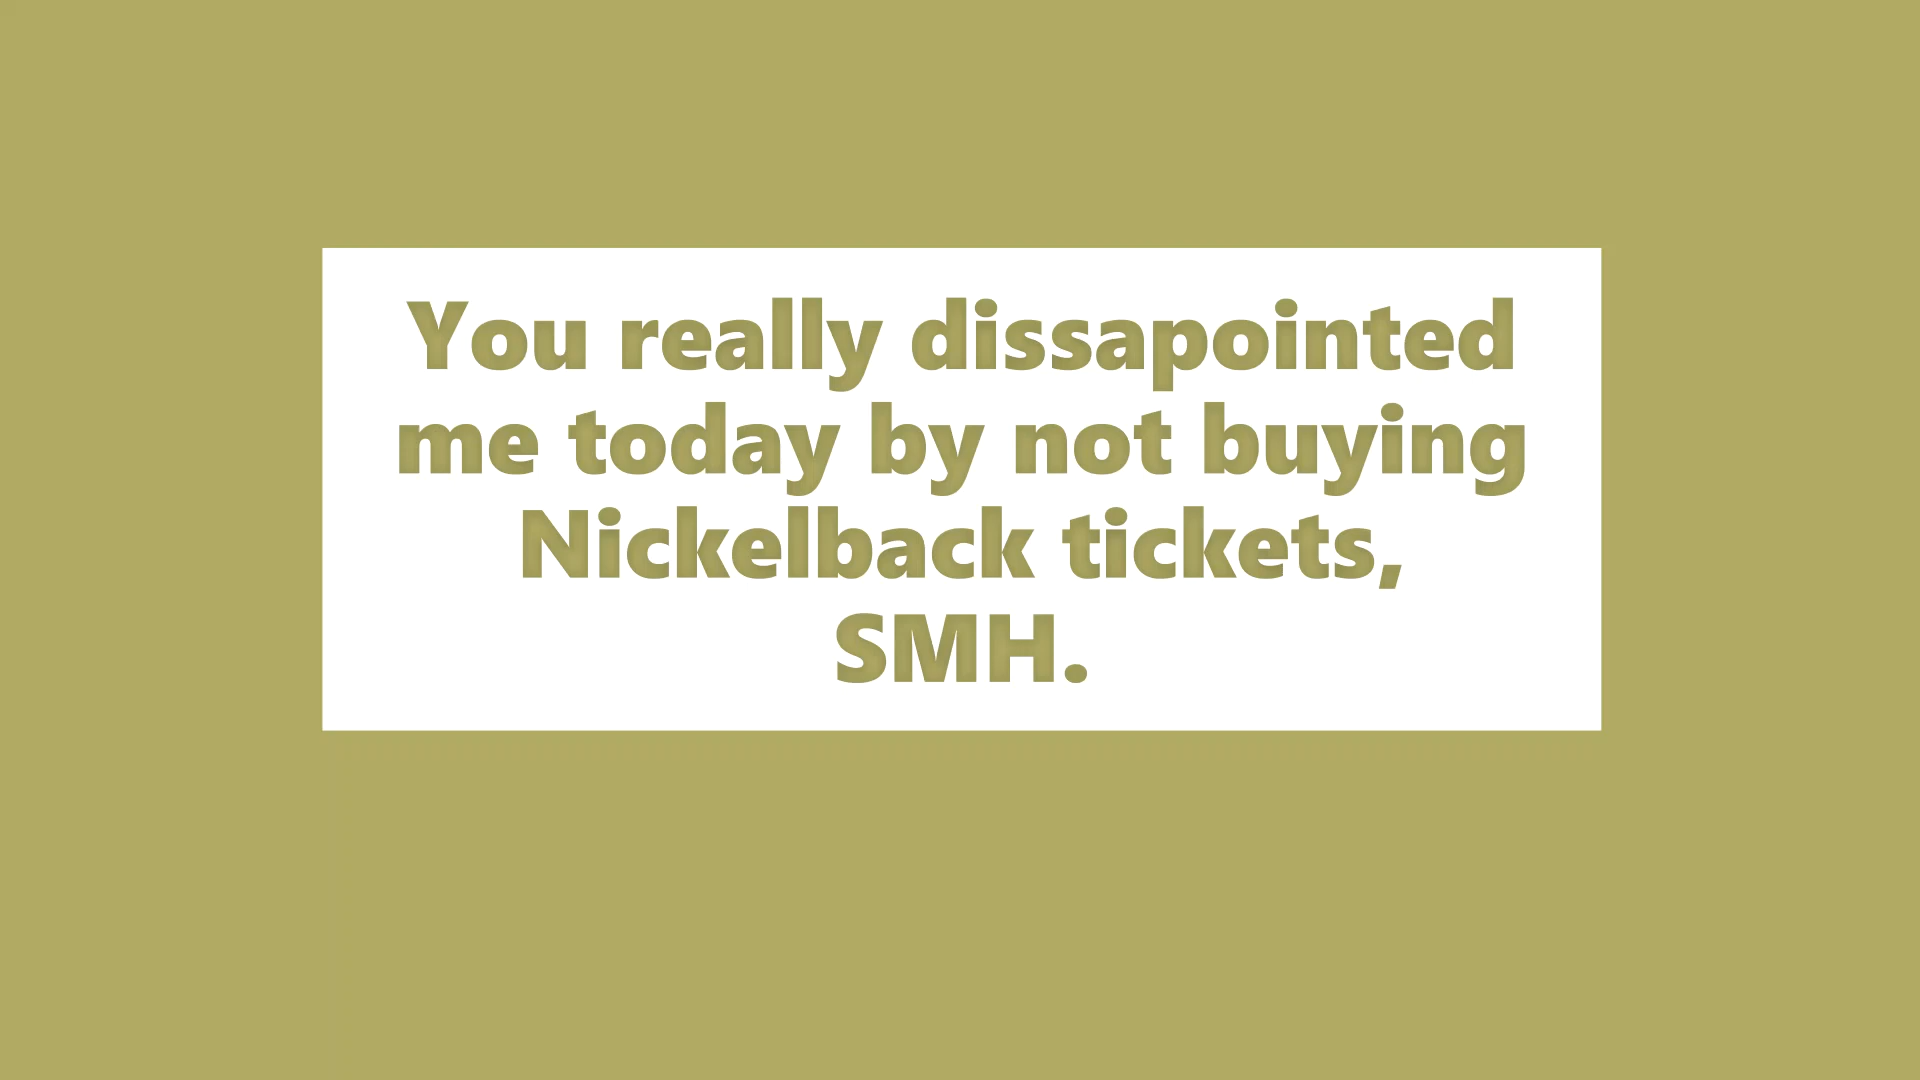 You really dissapointed
me today by not buying
Nickelback tickets,
SMH.